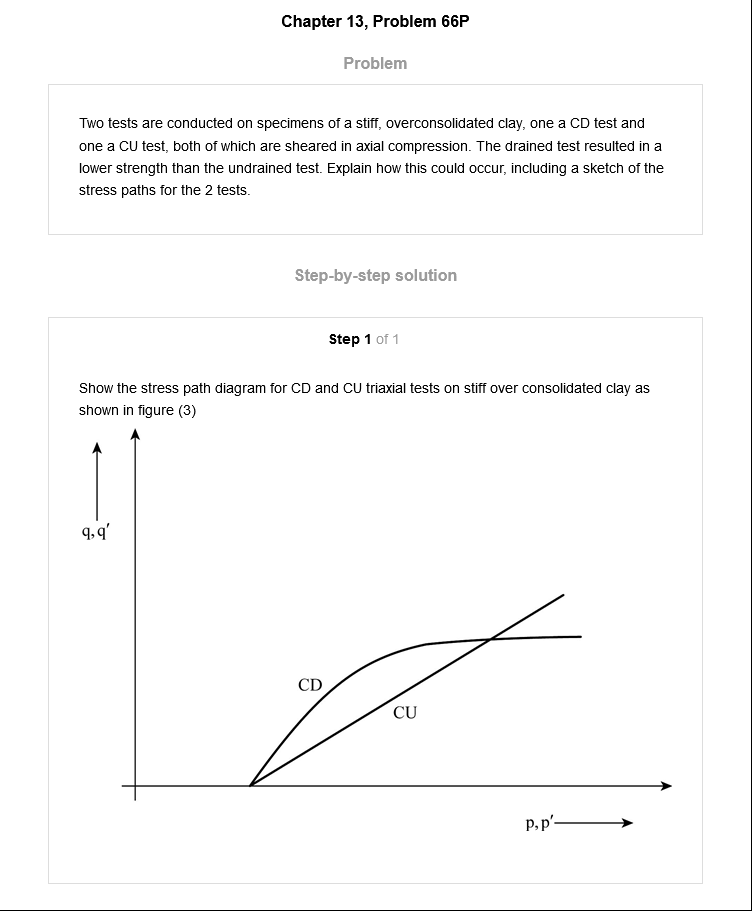 Chapter 13, Problem 66P
Problem
Two tests are conducted on specimens of a stiff, overconsolidated clay, one a CD test and
one a CU test, both of which are sheared in axial compression. The drained test resulted in a
lower strength than the undrained test. Explain how this could occur, including a sketch of the
stress paths for the 2 tests.
Step-by-step solution
Step 1 of 1
Show the stress path diagram for CD and CU triaxial tests on stiff over consolidated clay as
shown in figure (3)
q, q′
CD
CU
p, p′